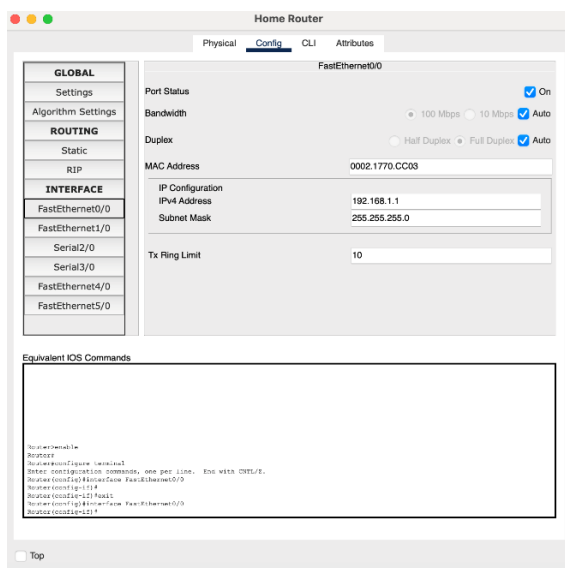 Home Router
Physical Config CLI Attributes
GLOBAL
Settings
Algorithm Settings
ROUTING
Static
RIP
INTERFACE
FastEthernet0/0
FastEthernet1/0
Serial2/0
Serial3/0
FastEthernet4/0
FastEthernet5/0
FastEthernet0/0
Port Status On
Bandwidth 100 Mbps 10 Mbps Auto
Duplex Half Duplex Full Duplex Auto
MAC Address 0002.1770.CC03
IP Configuration
IPv4 Address 192.168.1.1
Subnet Mask 255.255.255.0
Tx Ring Limit 10
Equivalent IOS Commands
Router>enable
Router#
Router#configure terminal
Enter configuration commands, one per line. End with CNTL/Z.
Router(config)#interface FastEthernet0/0
Router(config-if)#
Router(config-if)#exit
Router(config)#interface FastEthernet0/0
Router(config-if)#
Top